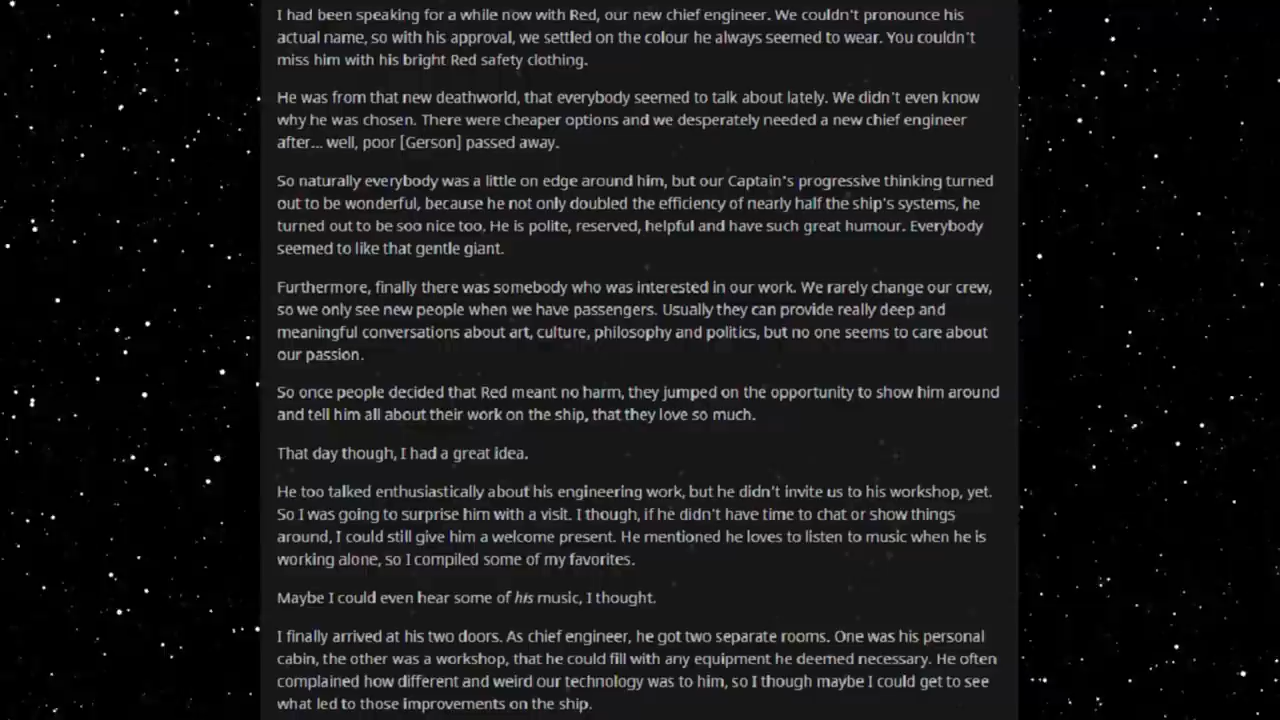 I had been speaking for a while now with Red, our new chief engineer. We couldn't pronounce his
actual name, so with his approval, we settled on the colour he always seemed to wear. You couldn't
miss him with his bright Red safety clothing.
He was from that new deathworld, that everybody seemed to talk about lately. We didn't even know
why he was chosen. There were cheaper options and we desperately needed a new chief engineer
after... well, poor [Gerson] passed away.
So naturally everybody was a little on edge around him, but our Captain's progressive thinking turned
out to be wonderful, because he not only doubled the efficiency of nearly half the ship's systems, he
turned out to be soo nice too. He is polite, reserved, helpful and have such great humour. Everybody
seemed to like that gentle giant.
Furthermore, finally there was somebody who was interested in our work. We rarely change our crew,
so we only see new people when we have passengers. Usually they can provide really deep and
meaningful conversations about art, culture, philosophy and politics, but no one seems to care about
our passion.
So once people decided that Red meant no harm, they jumped on the opportunity to show him around
and tell him all about their work on the ship, that they love so much.
That day though, I had a great idea.
He too talked enthusiastically about his engineering work, but he didn't invite us to his workshop, yet.
So I was going to surprise him with a visit. I though, if he didn't have time to chat or show things
around, I could still give him a welcome present. He mentioned he loves to listen to music when he is
working alone, so I compiled some of my favorites.
Maybe I could even hear some of his music, I thought.
I finally arrived at his two doors. As chief engineer, he got two separate rooms. One was his personal
cabin, the other was a workshop, that he could fill with any equipment he deemed necessary. He often
complained how different and weird our technology was to him, so I though maybe I could get to see
what led to those improvements on the ship.